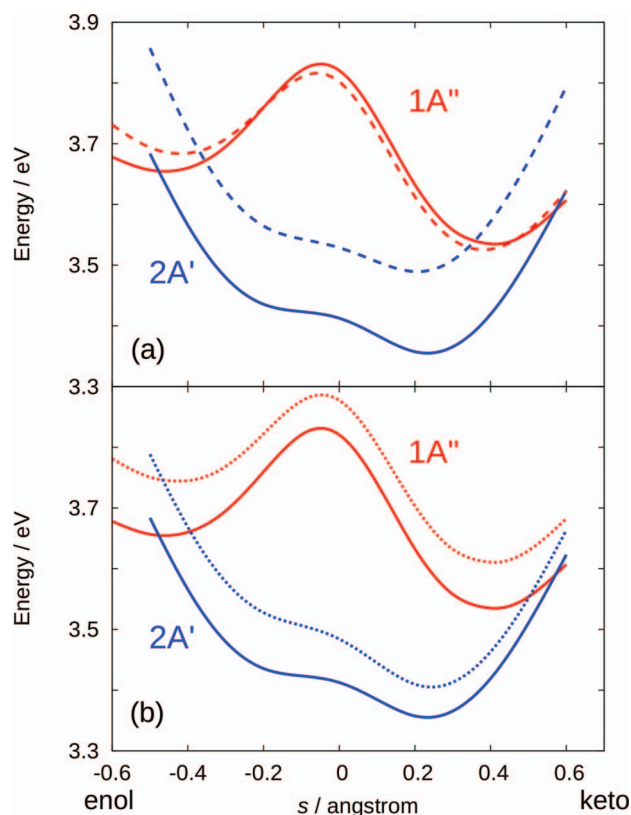 3.9
1A"
3.7
Energy / eV
3.5
2A'
(a)
3.3
1A"
3.7
Energy / eV
3.5
2A'
(b)
3.3
-0.6 -0.4 -0.2 0 0.2 0.4 0.6
enol s / angstrom keto